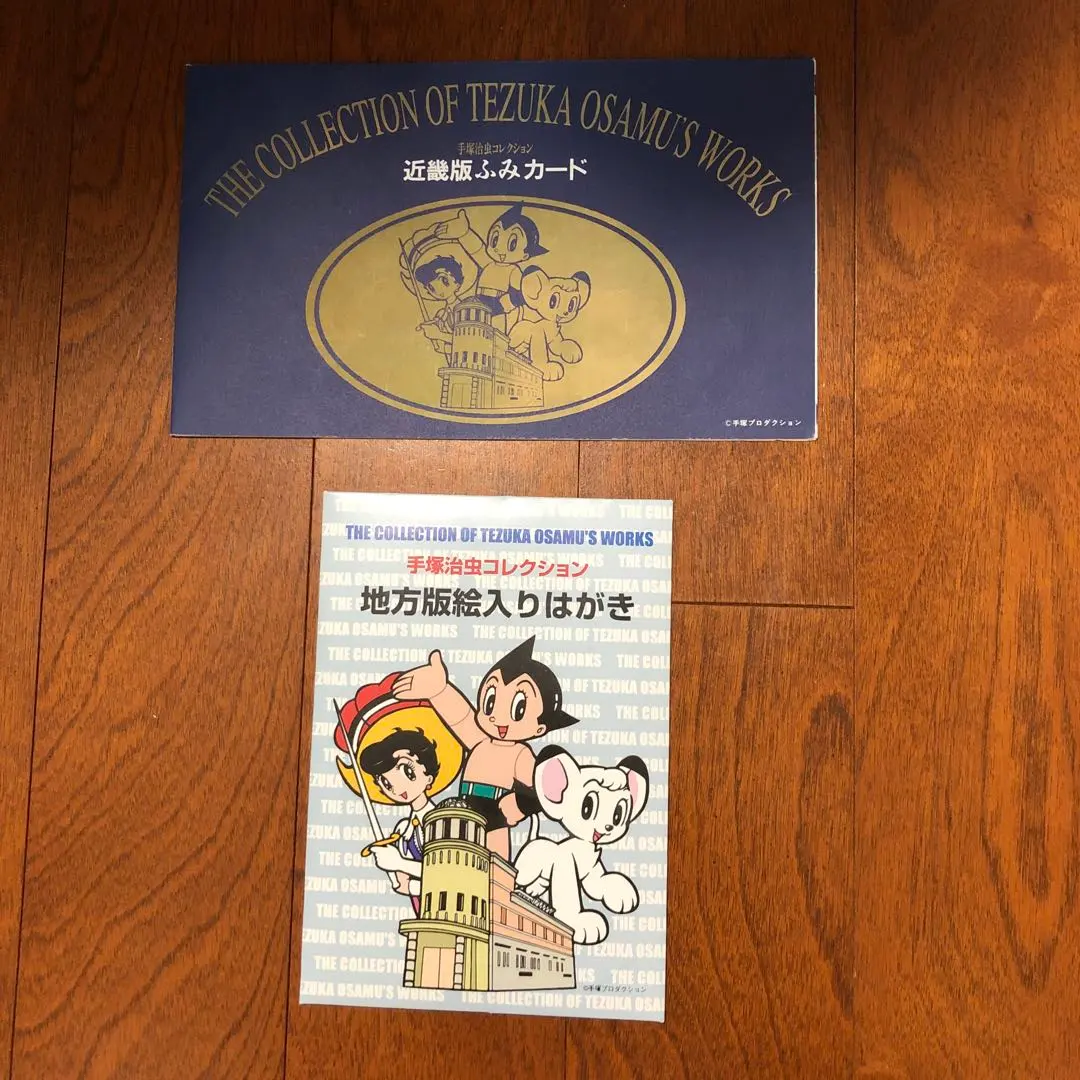 THE COLLECTION OF TEZUKA OSAMU'S WORKS
手塚治虫コレクション
近畿版ふみカード
©手塚プロダクション
THE COLLECTION OF TEZUKA OSAMU'S WORKS
手塚治虫コレクション
地方版絵入りはがき
©手塚プロダクション